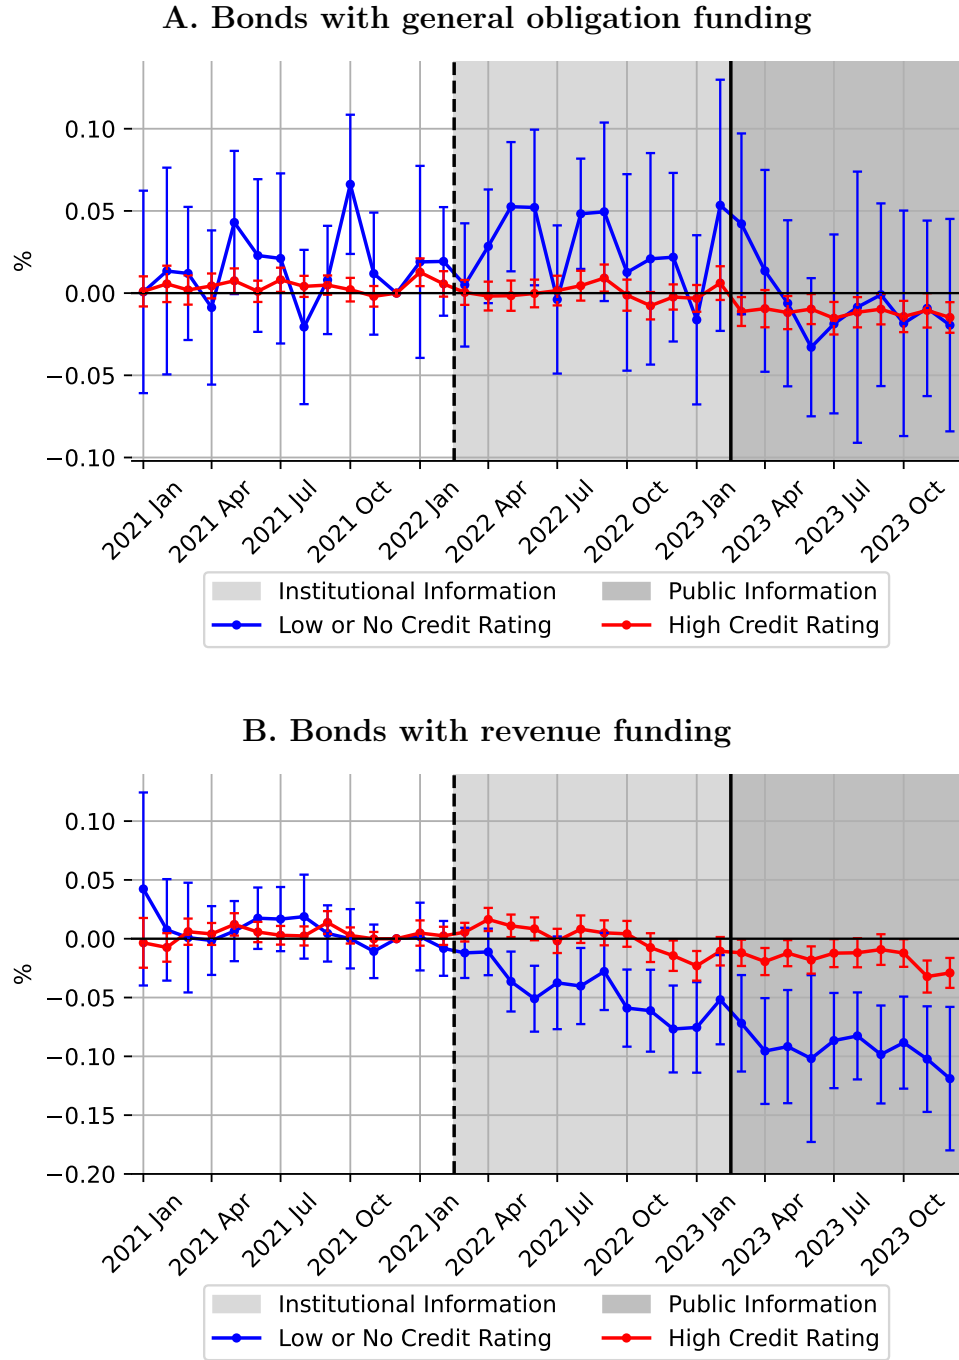 A. Bonds with general obligation funding
0.10
0.05
0.00
−0.05
−0.10
%
2021 Jan
2021 Apr
2021 Jul
2021 Oct
2022 Jan
2022 Apr
2022 Jul
2022 Oct
2023 Jan
2023 Apr
2023 Jul
2023 Oct
Institutional Information
Public Information
Low or No Credit Rating
High Credit Rating
B. Bonds with revenue funding
0.10
0.05
0.00
−0.05
−0.10
−0.15
−0.20
%
2021 Jan
2021 Apr
2021 Jul
2021 Oct
2022 Jan
2022 Apr
2022 Jul
2022 Oct
2023 Jan
2023 Apr
2023 Jul
2023 Oct
Institutional Information
Public Information
Low or No Credit Rating
High Credit Rating